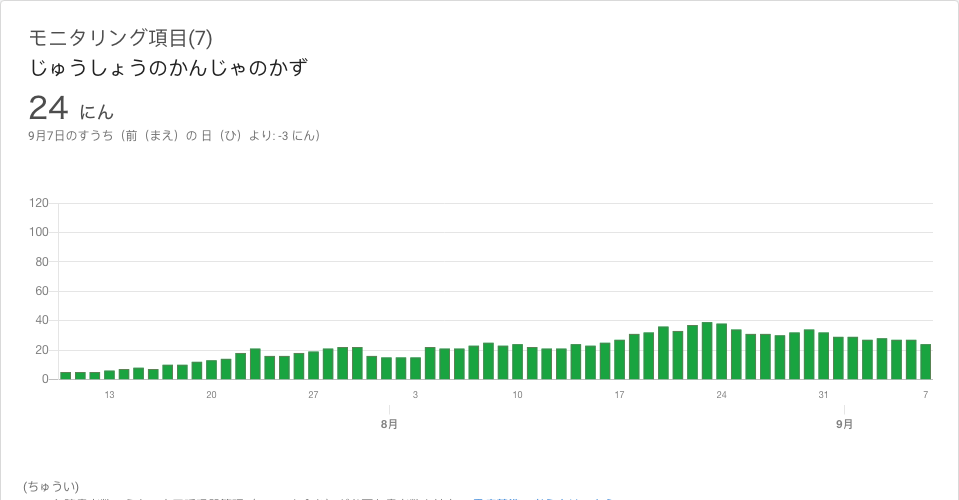 モニタリング項目(7)
じゅうしょうのかんじゃのかず
24 にん
9月7日のすうち（前（まえ）の 日（ひ）より: -3 にん）
120
100
80
60
40
20
0
13 20 27 3 10 17 24 31 7
8月 9月
(ちゅうい)